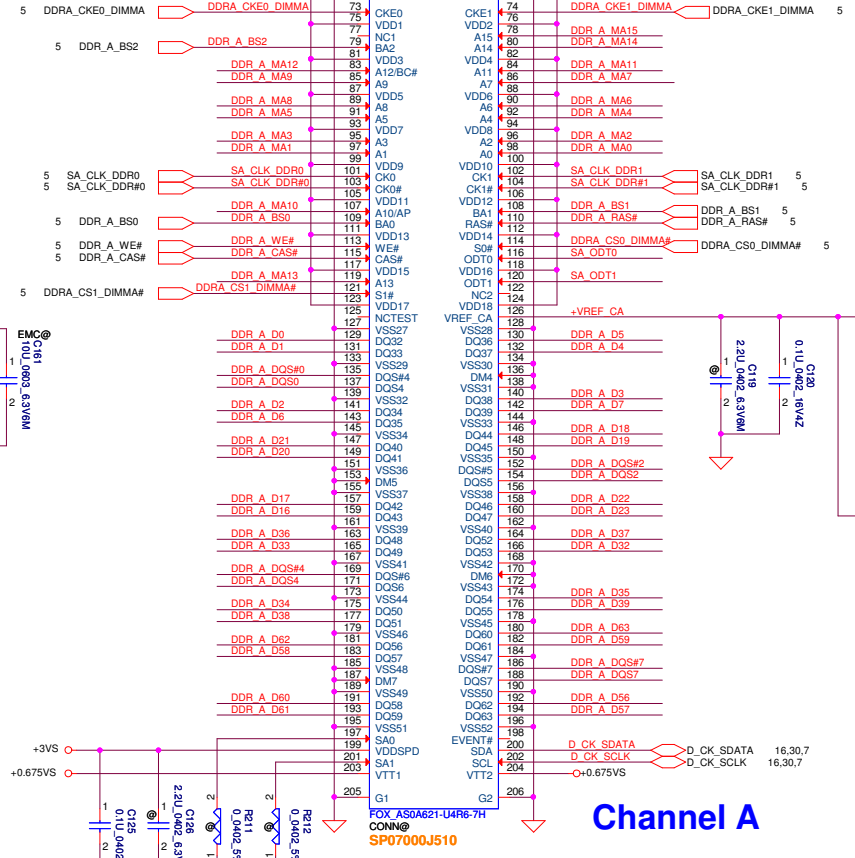 5 DDRA_CKE0_DIMMA DDRA_CKE0_DIMMA 73 CKE0 CKE1 74 DDRA_CKE1_DIMMA DDRA_CKE1_DIMMA 5
75 VDD1 VDD2 76
77 NC1 A15 78 DDR_A_MA15
5 DDR_A_BS2 DDR_A_BS2 79 BA2 A14 80 DDR_A_MA14
81 VDD3 VDD4 82
DDR_A_MA12 83 A12/BC# A11 84 DDR_A_MA11
DDR_A_MA9 85 A9 A7 86 DDR_A_MA7
87 VDD5 VDD6 88
DDR_A_MA8 89 A8 A6 90 DDR_A_MA6
DDR_A_MA5 91 A5 A4 92 DDR_A_MA4
93 VDD7 VDD8 94
DDR_A_MA3 95 A3 A2 96 DDR_A_MA2
DDR_A_MA1 97 A1 A0 98 DDR_A_MA0
99 VDD9 VDD10 100
5 SA_CLK_DDR0 SA_CLK_DDR0 101 CK0 CK1 102 SA_CLK_DDR1 SA_CLK_DDR1 5
5 SA_CLK_DDR#0 SA_CLK_DDR#0 103 CK0# CK1# 104 SA_CLK_DDR#1 SA_CLK_DDR#1 5
105 VDD11 VDD12 106
DDR_A_MA10 107 A10/AP BA1 108 DDR_A_BS1 DDR_A_BS1 5
5 DDR_A_BS0 DDR_A_BS0 109 BA0 RAS# 110 DDR_A_RAS# DDR_A_RAS# 5
111 VDD13 VDD14 112
5 DDR_A_WE# DDR_A_WE# 113 WE# S0# 114 DDRA_CS0_DIMMA# DDRA_CS0_DIMMA# 5
5 DDR_A_CAS# DDR_A_CAS# 115 CAS# ODT0 116 SA_ODT0
117 VDD15 VDD16 118
DDR_A_MA13 119 A13 ODT1 120 SA_ODT1
5 DDRA_CS1_DIMMA# DDRA_CS1_DIMMA# 121 S1# NC2 122
123 VDD17 VDD18 124
125 NCTEST VREF_CA 126 +VREF_CA
127 VSS27 VSS28 128
DDR_A_D0 129 DQ32 DQ36 130 DDR_A_D5
DDR_A_D1 131 DQ33 DQ37 132 DDR_A_D4
133 VSS29 VSS30 134
DDR_A_DQS#0 135 DQS#4 DM4 136
DDR_A_DQS0 137 DQS4 VSS31 138
139 VSS32 DQ38 140 DDR_A_D3
DDR_A_D2 141 DQ34 DQ39 142 DDR_A_D7
DDR_A_D6 143 DQ35 VSS33 144
145 VSS34 DQ44 146 DDR_A_D18
DDR_A_D21 147 DQ40 DQ45 148 DDR_A_D19
DDR_A_D20 149 DQ41 VSS35 150
151 VSS36 DQS#5 152 DDR_A_DQS#2
153 DM5 DQS5 154 DDR_A_DQS2
155 VSS37 VSS38 156
DDR_A_D17 157 DQ42 DQ46 158 DDR_A_D22
DDR_A_D16 159 DQ43 DQ47 160 DDR_A_D23
161 VSS39 VSS40 162
DDR_A_D36 163 DQ48 DQ52 164 DDR_A_D37
DDR_A_D33 165 DQ49 DQ53 166 DDR_A_D32
167 VSS41 VSS42 168
DDR_A_DQS#4 169 DQS#6 DM6 170
DDR_A_DQS4 171 DQS6 VSS43 172
173 VSS44 DQ54 174 DDR_A_D35
DDR_A_D34 175 DQ50 DQ55 176 DDR_A_D39
DDR_A_D38 177 DQ51 VSS45 178
179 VSS46 DQ60 180 DDR_A_D63
DDR_A_D62 181 DQ56 DQ61 182 DDR_A_D59
DDR_A_D58 183 DQ57 VSS47 184
185 VSS48 DQS#7 186 DDR_A_DQS#7
187 DM7 DQS7 188 DDR_A_DQS7
189 VSS49 VSS50 190
DDR_A_D60 191 DQ58 DQ62 192 DDR_A_D56
DDR_A_D61 193 DQ59 DQ63 194 DDR_A_D57
195 VSS51 VSS52 196
197 SA0 EVENT# 198
+3VS 199 VDDSPD SDA 200 D_CK_SDATA D_CK_SDATA 16,30,7
201 SA1 SCL 202 D_CK_SCLK D_CK_SCLK 16,30,7
+0.675VS 203 VTT1 VTT2 204 +0.675VS
205 G1 G2 206
FOX_AS0A621-U4R6-7H
CONN@
SP07000J510
Channel A
EMC@
C161
10U_0603_6.3V6M
1
2
@
C119
2.2U_0402_6.3V6M
1
2
C120
0.1U_0402_16V4Z
1
2
C125
0.1U_0402
1
2
@
C126
2.2U_0402_6.3V
1
2
@
R211
0_0402_5%
2
1
@
R212
0_0402_5%
2
1